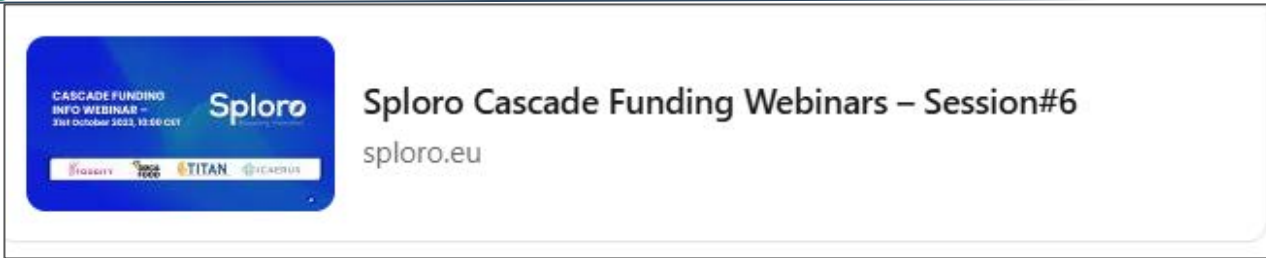 CASCADE FUNDING
INFO WEBINAR –
31st October 2023, 10:00 CET
Sploro
TITAN
ICAERUS
Sploro Cascade Funding Webinars – Session#6
sploro.eu